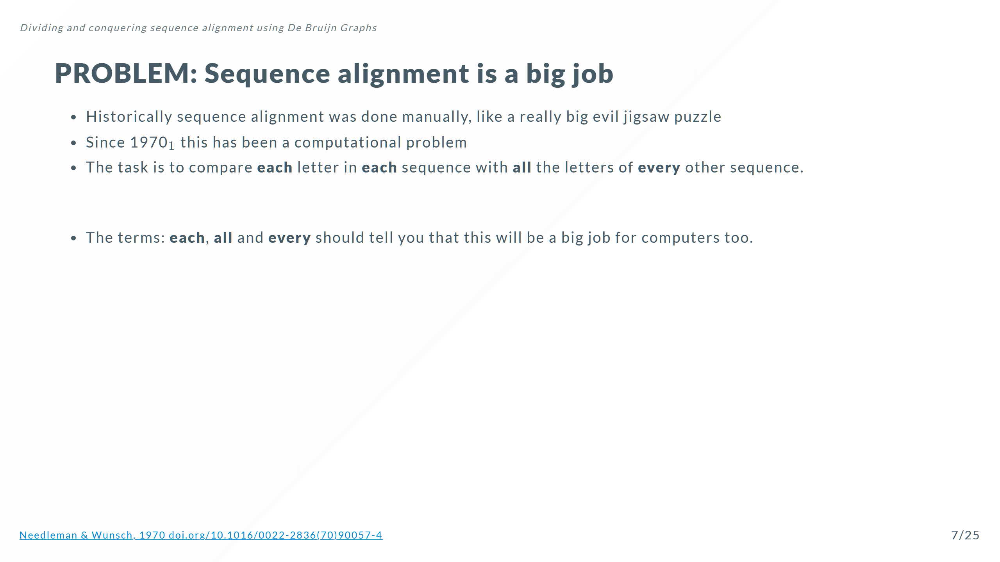 Dividing and conquering sequence alignment using De Bruijn Graphs
PROBLEM: Sequence alignment is a big job
• Historically sequence alignment was done manually, like a really big evil jigsaw puzzle
• Since 1970₁ this has been a computational problem
• The task is to compare each letter in each sequence with all the letters of every other sequence.
• The terms: each, all and every should tell you that this will be a big job for computers too.
Needleman & Wunsch, 1970 doi.org/10.1016/0022-2836(70)90057-4
7/25